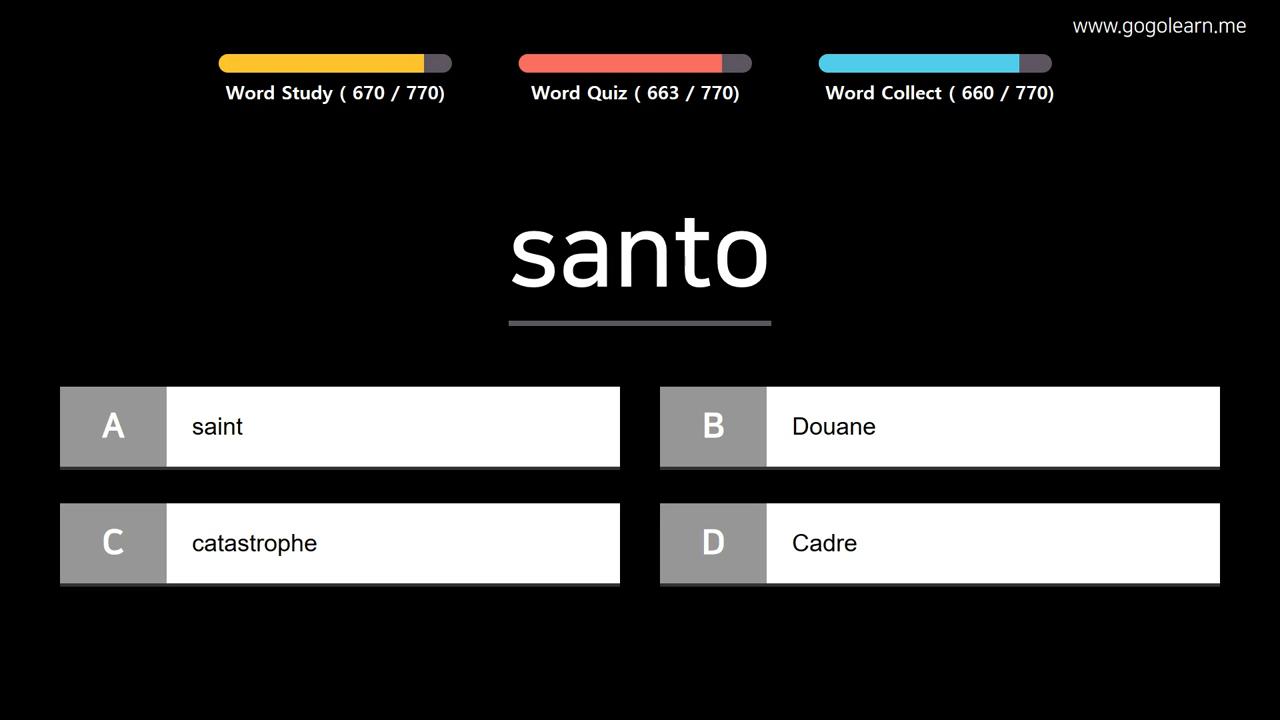 www.gogolearn.me
Word Study ( 670 / 770)
Word Quiz ( 663 / 770)
Word Collect ( 660 / 770)
santo
A saint
B Douane
C catastrophe
D Cadre